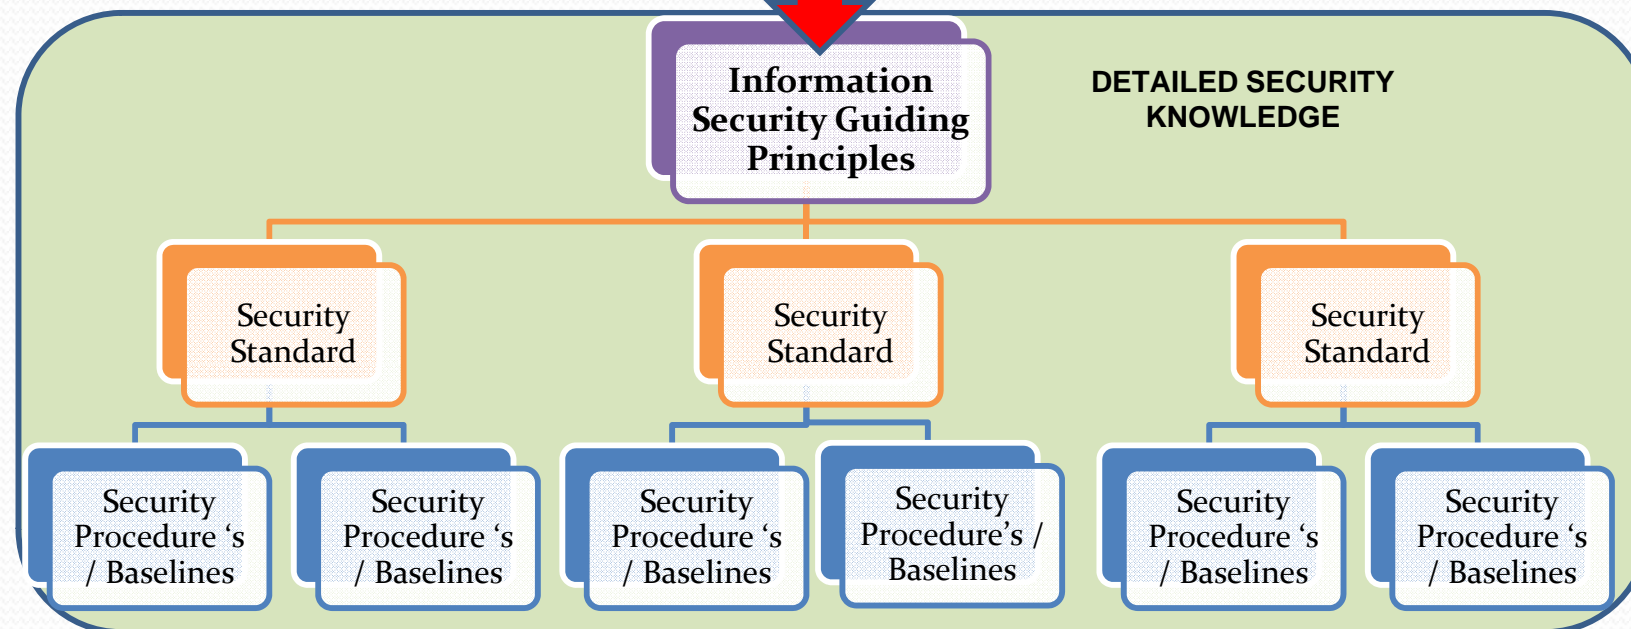 Information
Security Guiding
Principles
DETAILED SECURITY
KNOWLEDGE
Security
Standard
Security
Standard
Security
Standard
Security
Procedure ‘s
/ Baselines
Security
Procedure ‘s
/ Baselines
Security
Procedure ‘s
/ Baselines
Security
Procedure’s /
Baselines
Security
Procedure ‘s
/ Baselines
Security
Procedure ‘s
/ Baselines